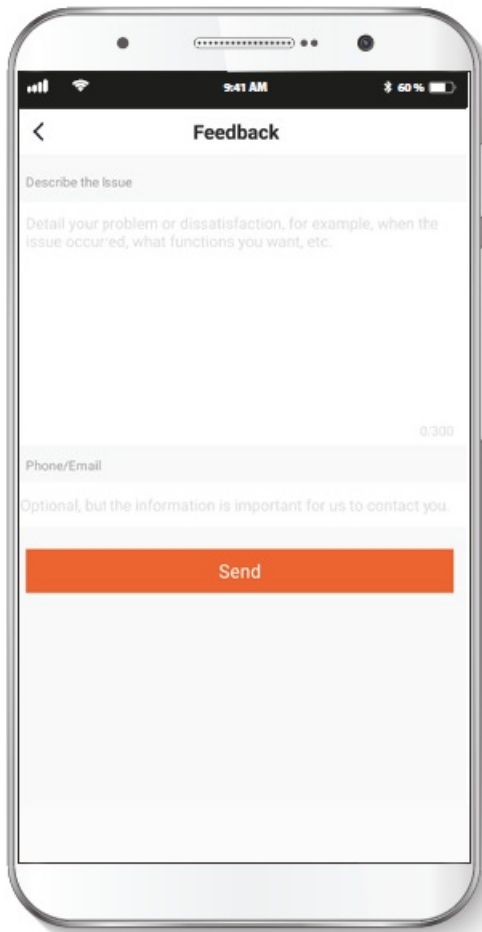 9:41 AM
60 %
Feedback
Describe the Issue
Detail your problem or dissatisfaction, for example, when the
issue occurred, what functions you want, etc.
0/300
Phone/Email
Optional, but the information is important for us to contact you.
Send